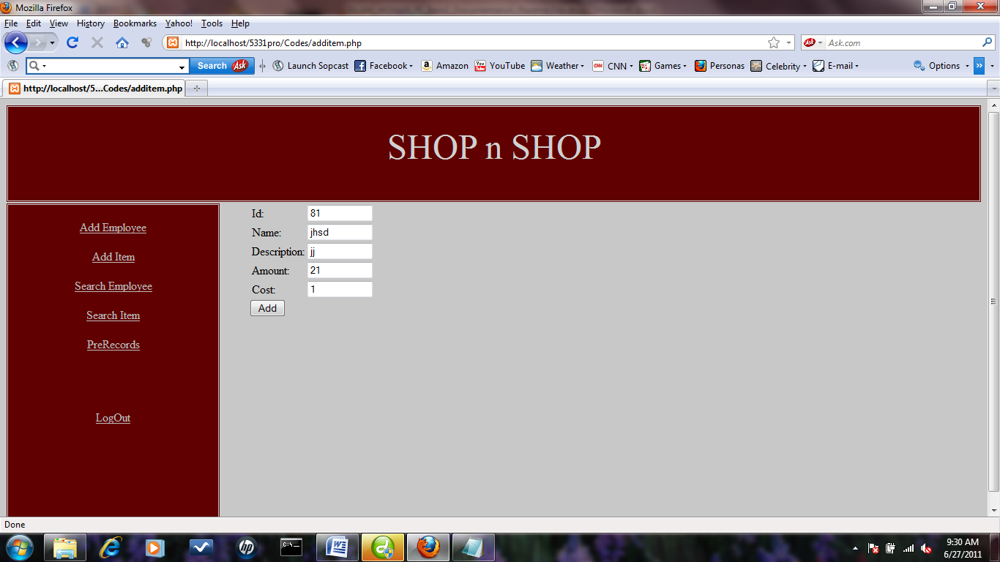 Mozilla Firefox
File Edit View History Bookmarks Yahoo! Tools Help
http://localhost/5331pro/Codes/additem.php
Ask Ask.com
Search Ask Launch Sopcast Facebook Amazon YouTube Weather CNN CNN Games Personas Celebrity E-mail Options
http://localhost/5...Codes/additem.php
SHOP n SHOP
Add Employee
Add Item
Search Employee
Search Item
PreRecords
LogOut
Id: 81
Name: jhsd
Description: jj
Amount: 21
Cost: 1
Add
Done
9:30 AM
6/27/2011